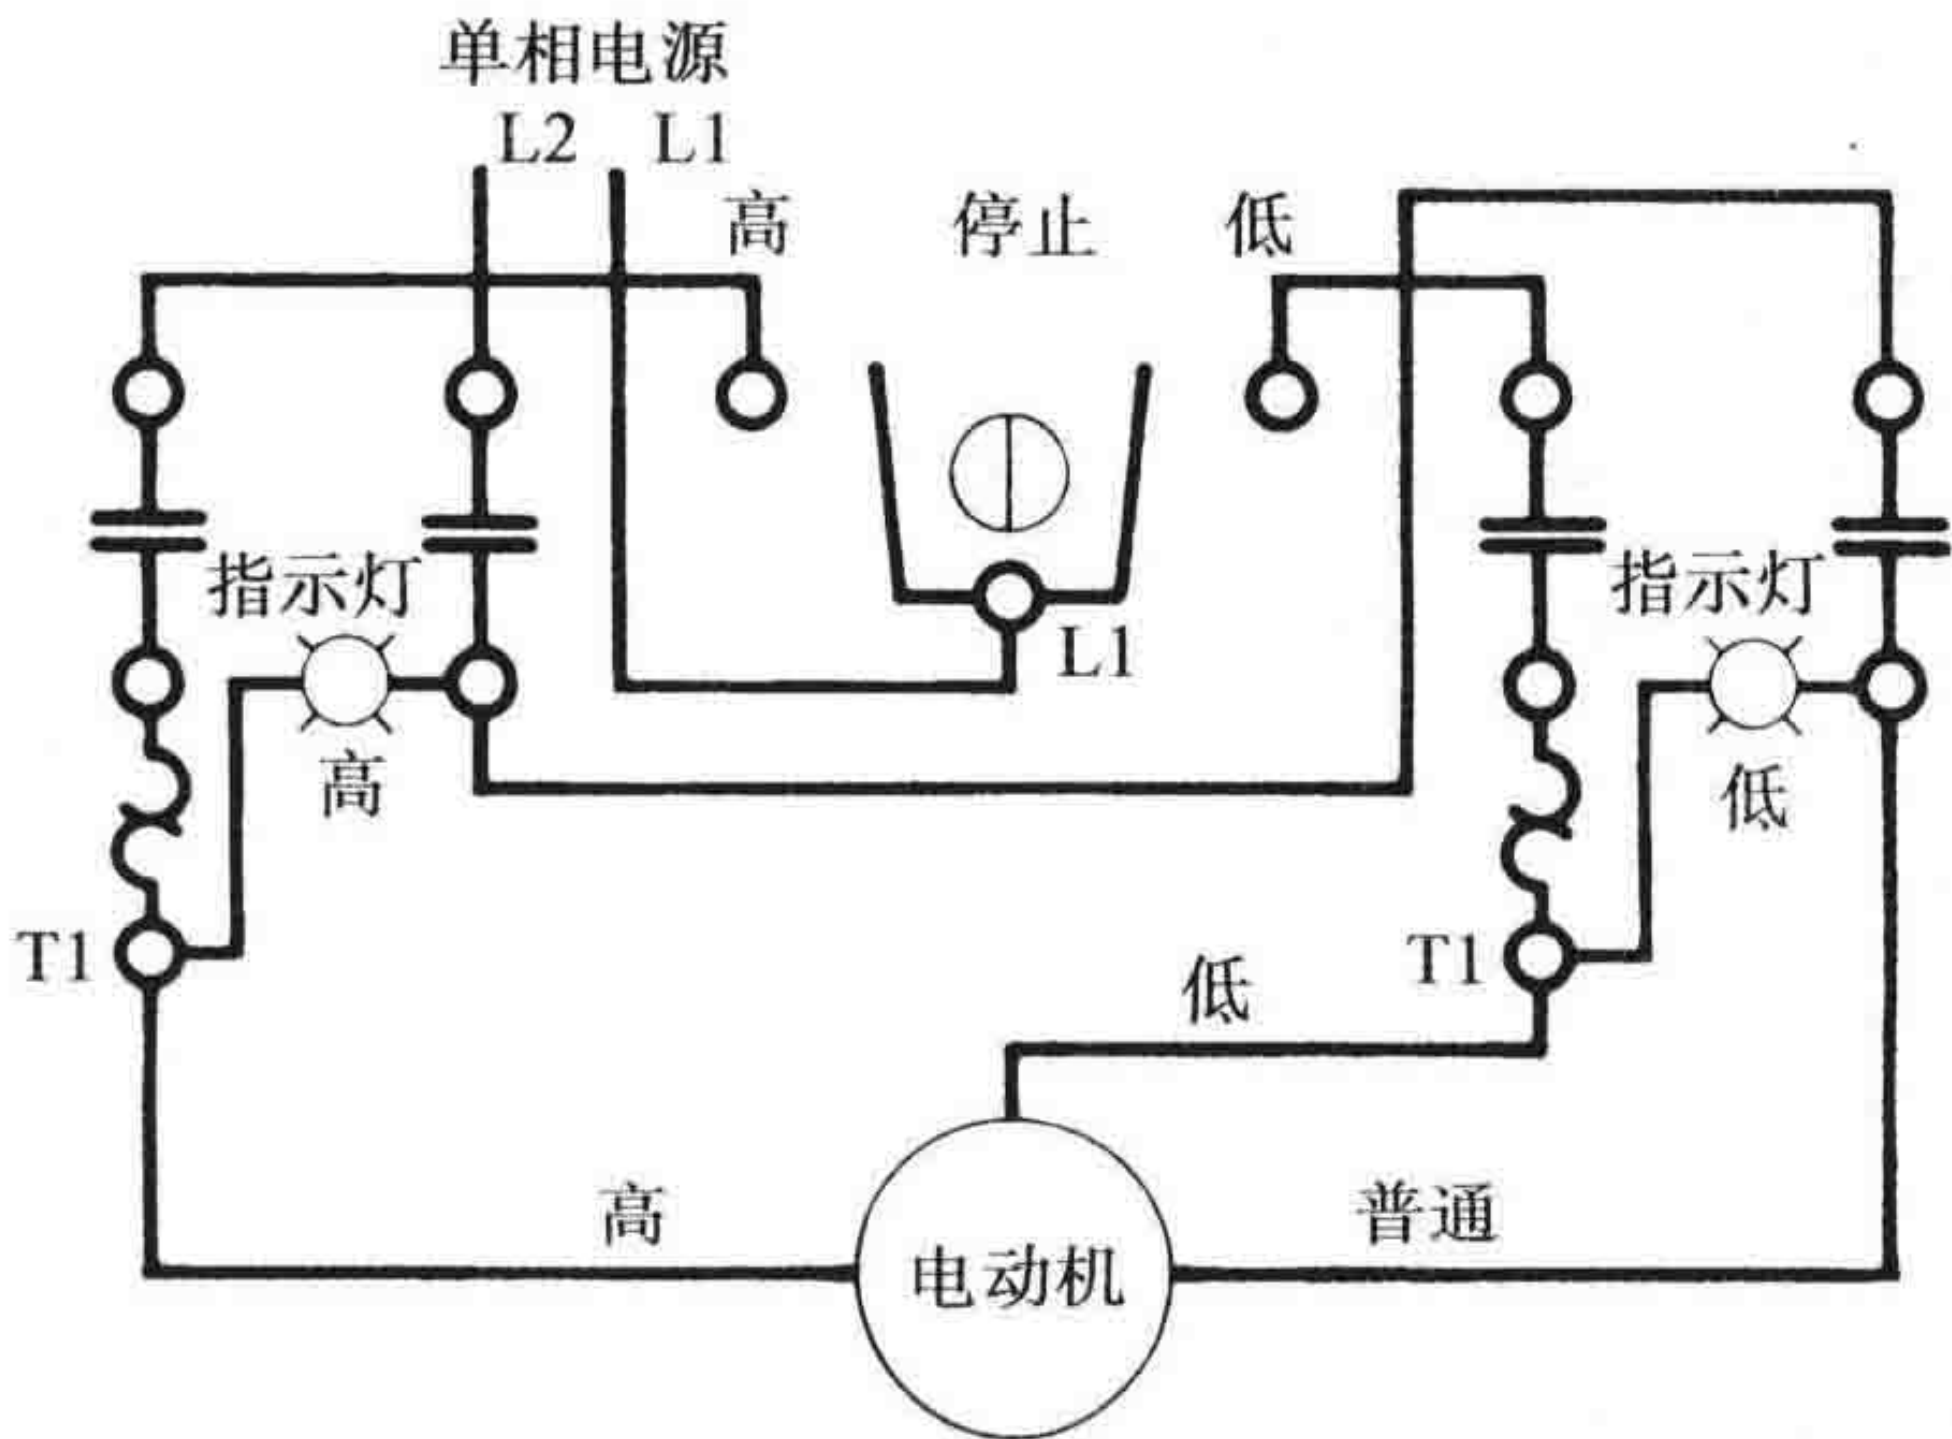 单相电源
L2 L1
高 停止 低
指示灯 指示灯
L1
高 低
T1 T1
低
高 普通
电动机